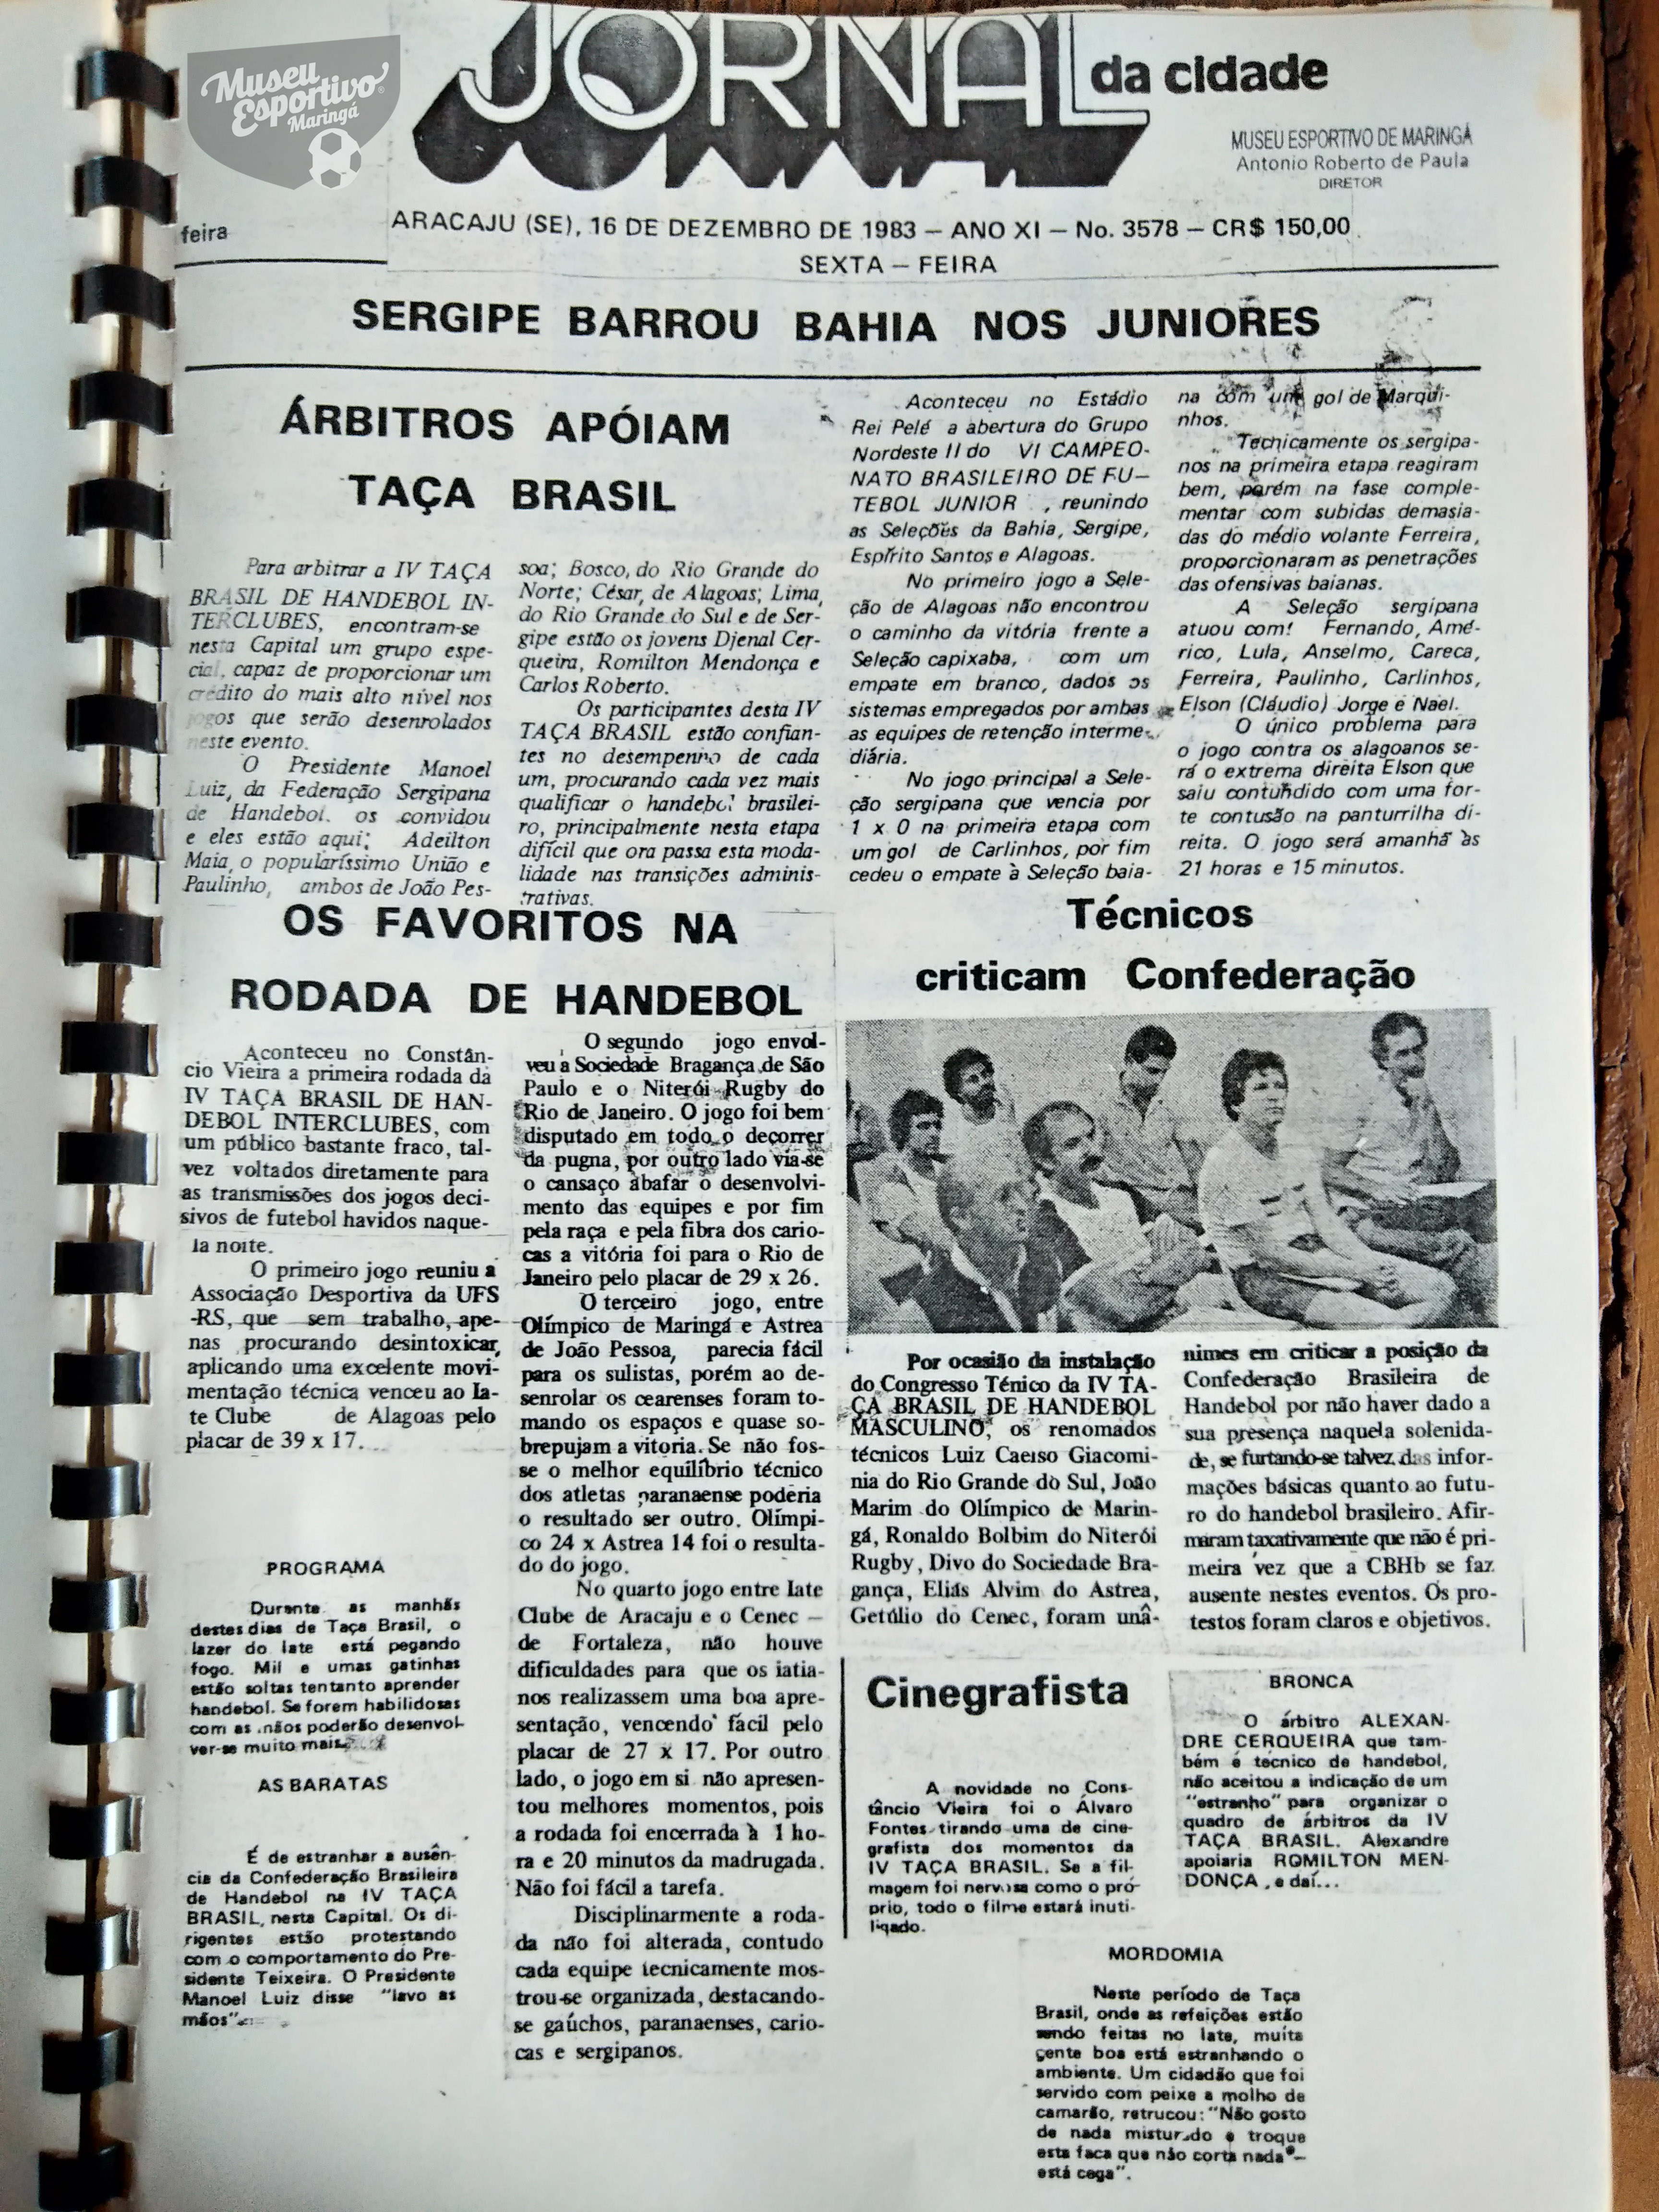 Museu
Esportivo
Maringá
JORNAL da cidade
MUSEU ESPORTIVO DE MARINGÁ
Antonio Roberto de Paula
DIRETOR
feira
ARACAJU (SE), 16 DE DEZEMBRO DE 1983 — ANO XI — No. 3578 — CR$ 150,00
SEXTA — FEIRA
SERGIPE BARROU BAHIA NOS JUNIORES
ÁRBITROS APÓIAM
TAÇA BRASIL
Para arbitrar a IV TAÇA
BRASIL DE HANDEBOL IN-
TERCLUBES, encontram-se
nesta Capital um grupo espe-
cial, capaz de proporcionar um
crédito do mais alto nível nos
jogos que serão desenrolados
neste evento.
O Presidente Manoel
Luiz, da Federação Sergipana
de Handebol. os convidou
e eles estão aqui; Adeilton
Maia, o popularíssimo União e
Paulinho, ambos de João Pes-
soa; Bosco, do Rio Grande do
Norte; César, de Alagoas; Lima,
do Rio Grande do Sul e de Ser-
gipe estão os jovens Djenal Cer-
queira, Romilton Mendonça e
Carlos Roberto.
Os participantes desta IV
TAÇA BRASIL estão confian-
tes no desempenho de cada
um, procurando cada vez mais
qualificar o handebol brasilei-
ro, principalmente nesta etapa
difícil que ora passa esta moda-
lidade nas transições adminis-
trativas.
Aconteceu no Estádio
Rei Pelé a abertura do Grupo
Nordeste II do VI CAMPEO-
NATO BRASILEIRO DE FU-
TEBOL JUNIOR , reunindo
as Seleções da Bahia, Sergipe,
Espírito Santos e Alagoas.
No primeiro jogo a Sele-
ção de Alagoas não encontrou
o caminho da vitória frente a
Seleção capixaba, com um
empate em branco, dados os
sistemas empregados por ambas
as equipes de retenção interme-
diária.
No jogo principal a Sele-
ção sergipana que vencia por
1 x 0 na primeira etapa com
um gol de Carlinhos, por fim
cedeu o empate à Seleção baia-
na com um gol de Marqui-
nhos.
Tecnicamente os sergipa-
nos na primeira etapa reagiram
bem, porém na fase comple-
mentar com subidas demasia-
das do médio volante Ferreira,
proporcionaram as penetrações
das ofensivas baianas.
A Seleção sergipana
atuou com! Fernando, Amé-
rico, Lula, Anselmo, Careca,
Ferreira, Paulinho, Carlinhos,
Elson (Cláudio) Jorge e Nael.
O único problema para
o jogo contra os alagoanos se-
rá o extrema direita Elson que
saiu contundido com uma for-
te contusão na panturrilha di-
reita. O jogo será amanhã às
21 horas e 15 minutos.
OS FAVORITOS NA
RODADA DE HANDEBOL
Aconteceu no Constân-
cio Vieira a primeira rodada da
IV TAÇA BRASIL DE HAN-
DEBOL INTERCLUBES, com
um público bastante fraco, tal-
vez voltados diretamente para
as transmissões dos jogos deci-
sivos de futebol havidos naque-
la noite.
O primeiro jogo reuniu a
Associação Desportiva da UFS
-RS, que sem trabalho, ape-
nas procurando desintoxicar,
aplicando uma excelente movi-
mentação técnica venceu ao Ia-
te Clube de Alagoas pelo
placar de 39 x 17.
O segundo jogo envol-
veu a Sociedade Bragança de São
Paulo e o Niterói Rugby do
Rio de Janeiro. O jogo foi bem
disputado em todo o decorrer
da pugna, por outro lado via-se
o cansaço abafar o desenvolvi-
mento das equipes e por fim
pela raça e pela fibra dos cario-
cas a vitória foi para o Rio de
Janeiro pelo placar de 29 x 26.
O terceiro jogo, entre
Olímpico de Maringá e Astrea
de João Pessoa, parecia fácil
para os sulistas, porém ao de-
senrolar os cearenses foram to-
mando os espaços e quase so-
brepujam a vitoria. Se não fos-
se o melhor equilíbrio técnico
dos atletas paranaense poderia
o resultado ser outro. Olímpi-
co 24 x Astrea 14 foi o resulta-
do do jogo.
No quarto jogo entre Iate
Clube de Aracaju e o Cenec —
de Fortaleza, não houve
dificuldades para que os iatia-
nos realizassem uma boa apre-
sentação, vencendo fácil pelo
placar de 27 x 17. Por outro
lado, o jogo em si não apresen-
tou melhores momentos, pois
a rodada foi encerrada à 1 ho-
ra e 20 minutos da madrugada.
Não foi fácil a tarefa.
Disciplinarmente a roda-
da não foi alterada, contudo
cada equipe tecnicamente mos-
trou-se organizada, destacando-
se gaúchos, paranaenses, cario-
cas e sergipanos.
Técnicos
criticam Confederação
Por ocasião da instalação
do Congresso Ténico da IV TA-
ÇA BRASIL DE HANDEBOL
MASCULINO, os renomados
técnicos Luiz Caelso Giacomi-
nia do Rio Grande do Sul, João
Marim do Olímpico de Marin-
gá, Ronaldo Bolbim do Niterói
Rugby, Divo do Sociedade Bra-
gança, Eliás Alvim do Astrea,
Getúlio do Cenec, foram unâ-
nimes em criticar a posição da
Confederação Brasileira de
Handebol por não haver dado a
sua presença naquela solenida-
de, se furtando-se talvez das infor-
mações básicas quanto ao futu-
ro do handebol brasileiro. Afir-
maram taxativamente que não é pri-
meira vez que a CBHb se faz
ausente nestes eventos. Os pro-
testos foram claros e objetivos.
PROGRAMA
Durante as manhãs
destes dias de Taça Brasil, o
lazer do Iate está pegando
fogo. Mil e umas gatinhas
estão soltas tentanto aprender
handebol. Se forem habilidosas
com as mãos poderão desenvol-
ver-se muito mais.
AS BARATAS
É de estranhar a ausên-
cia da Confederação Brasileira
de Handebol na IV TAÇA
BRASIL, nesta Capital. Os di-
rigentes estão protestando
com o comportamento do Pre-
sidente Teixeira. O Presidente
Manoel Luiz disse "lavo as
mãos".
Cinegrafista
A novidade no Cons-
tâncio Vieira foi o Álvaro
Fontes tirando uma de cine-
grafista dos momentos da
IV TAÇA BRASIL. Se a fil-
magem foi nervosa como o pró-
prio, todo o filme estará inuti-
liqado.
BRONCA
O árbitro ALEXAN-
DRE CERQUEIRA que tam-
bém é técnico de handebol,
não aceitou a indicação de um
"estranho" para organizar o
quadro de árbitros da IV
TAÇA BRASIL. Alexandre
apoiaria ROMILTON MEN-
DONÇA , e daí...
MORDOMIA
Neste período de Taça
Brasil, onde as refeições estão
sendo feitas no Iate, muita
gente boa está estranhando o
ambiente. Um cidadão que foi
servido com peixe a molho de
camarão, retrucou: "Não gosto
de nada misturado e troque
esta faca que não corta nada —
está cega".